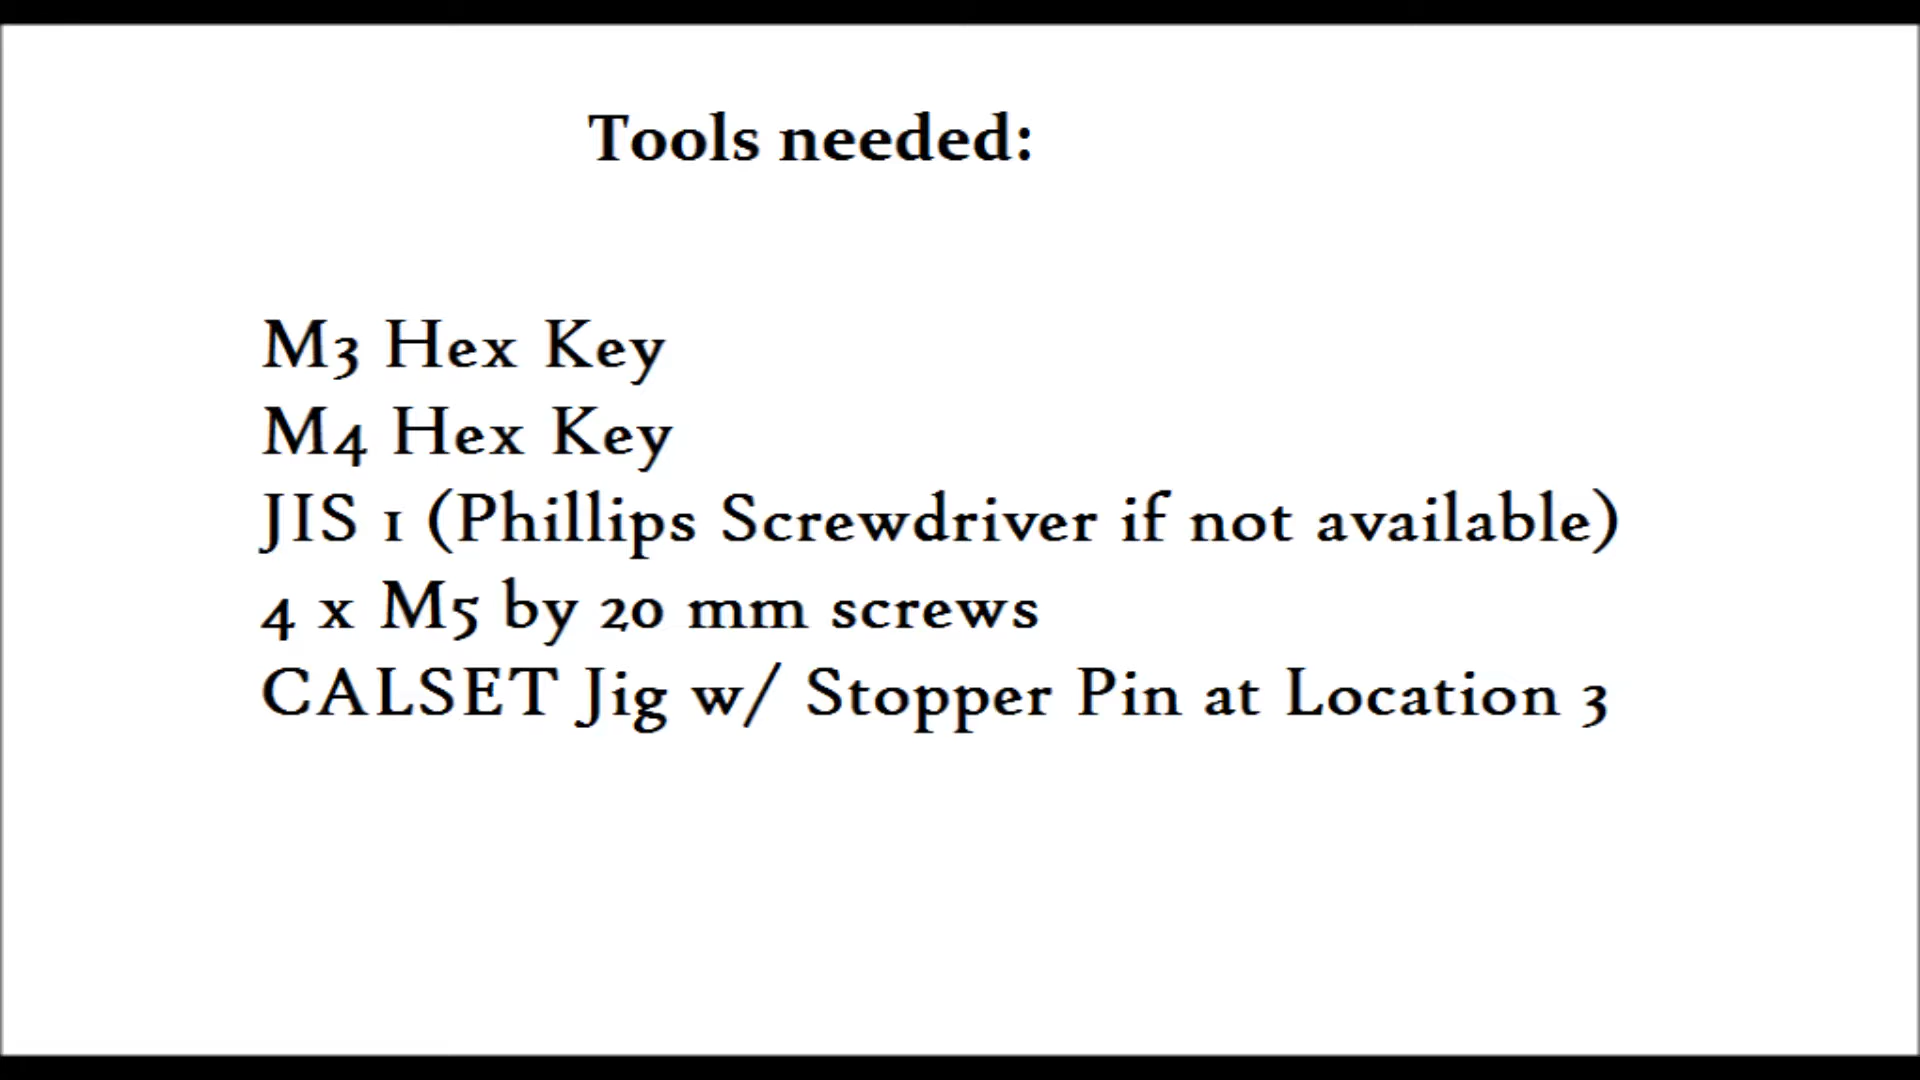 Tools needed:
M3 Hex Key
M4 Hex Key
JIS 1 (Phillips Screwdriver if not available)
4 x M5 by 20 mm screws
CALSET Jig w/ Stopper Pin at Location 3